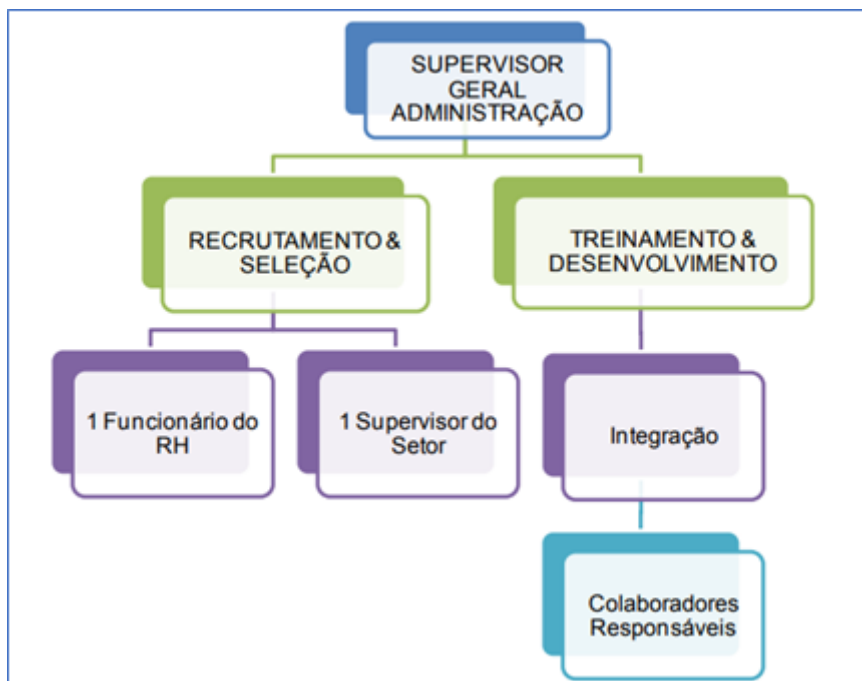 SUPERVISOR
GERAL
ADMINISTRAÇÃO
RECRUTAMENTO &
SELEÇÃO
TREINAMENTO &
DESENVOLVIMENTO
1 Funcionário do
RH
1 Supervisor do
Setor
Integração
Colaboradores
Responsáveis